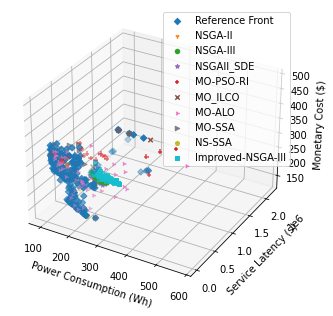 Reference Front
NSGA-II
NSGA-III
NSGAII_SDE
MO-PSO-RI
MO_ILCO
MO-ALO
MO-SSA
NS-SSA
Improved-NSGA-III
500
450
400
350
300
250
200
150
Monetary Cost ($)
2.0
1.5
1.0
0.5
0.0
1e6
Service Latency (s)
100
200
300
400
500
600
Power Consumption (Wh)